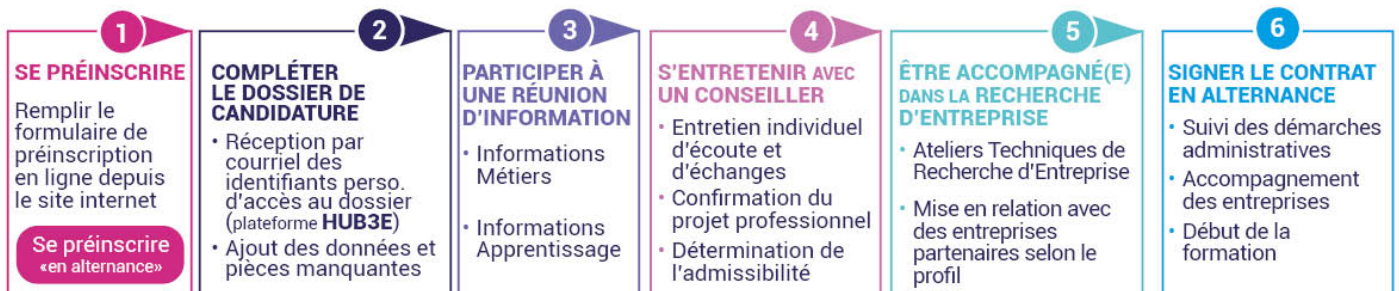 1
SE PRÉINSCRIRE
Remplir le
formulaire de
préinscription
en ligne depuis
le site internet
Se préinscrire
«en alternance»
2
COMPLÉTER
LE DOSSIER DE
CANDIDATURE
• Réception par
courriel des
identifiants perso.
d'accès au dossier
(plateforme HUB3E)
• Ajout des données et
pièces manquantes
3
PARTICIPER À
UNE RÉUNION
D'INFORMATION
• Informations
Métiers
• Informations
Apprentissage
4
S'ENTRETENIR AVEC
UN CONSEILLER
• Entretien individuel
d'écoute et
d'échanges
• Confirmation du
projet professionnel
• Détermination de
l'admissibilité
5
ÊTRE ACCOMPAGNÉ(E)
DANS LA RECHERCHE
D'ENTREPRISE
• Ateliers Techniques de
Recherche d'Entreprise
• Mise en relation avec
des entreprises
partenaires selon le
profil
6
SIGNER LE CONTRAT
EN ALTERNANCE
• Suivi des démarches
administratives
• Accompagnement
des entreprises
• Début de la
formation